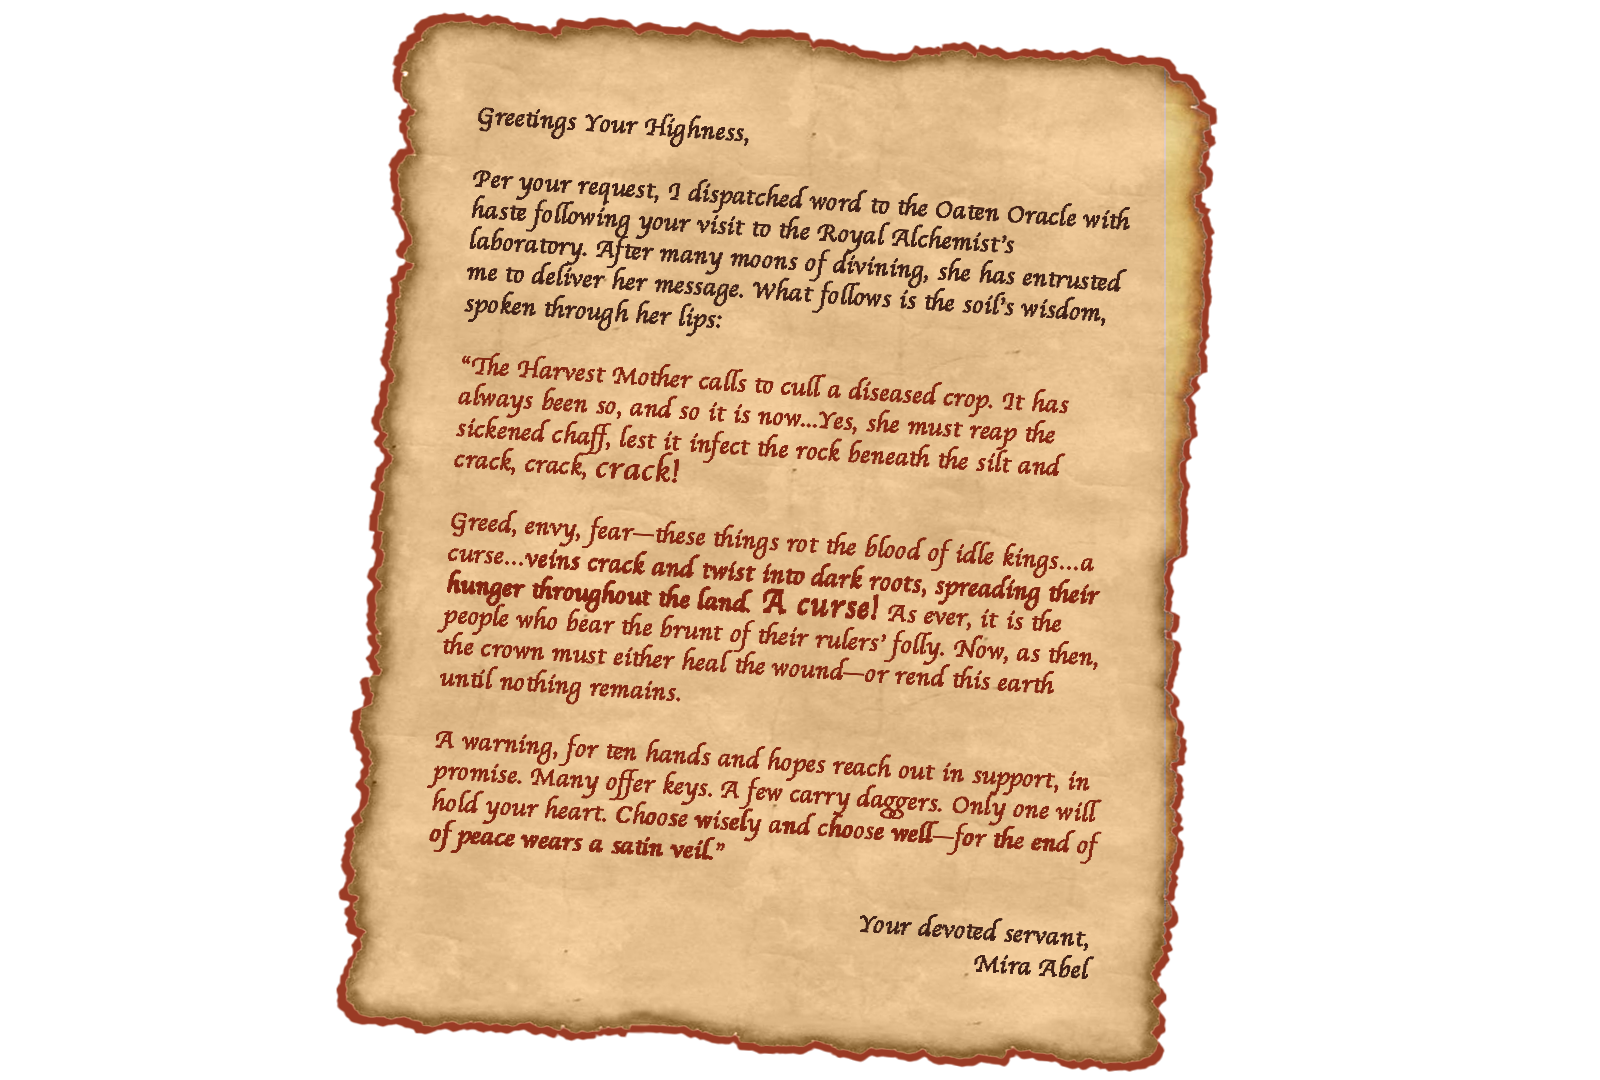 Greetings Your Highness,
Per your request, I dispatched word to the Oaten Oracle with
haste following your visit to the Royal Alchemist's
laboratory. After many moons of divining, she has entrusted
me to deliver her message. What follows is the soil's wisdom,
spoken through her lips:
“The Harvest Mother calls to cull a diseased crop. It has
always been so, and so it is now...Yes, she must reap the
sickened chaff, lest it infect the rock beneath the silt and
crack, crack, crack!
Greed, envy, fear—these things rot the blood of idle kings...a
curse...veins crack and twist into dark roots, spreading their
hunger throughout the land. A curse! As ever, it is the
people who bear the brunt of their rulers' folly. Now, as then,
the crown must either heal the wound—or rend this earth
until nothing remains.
A warning, for ten hands and hopes reach out in support, in
promise. Many offer keys. A few carry daggers. Only one will
hold your heart. Choose wisely and choose well—for the end of
of peace wears a satin veil.”
Your devoted servant,
Mira Abel